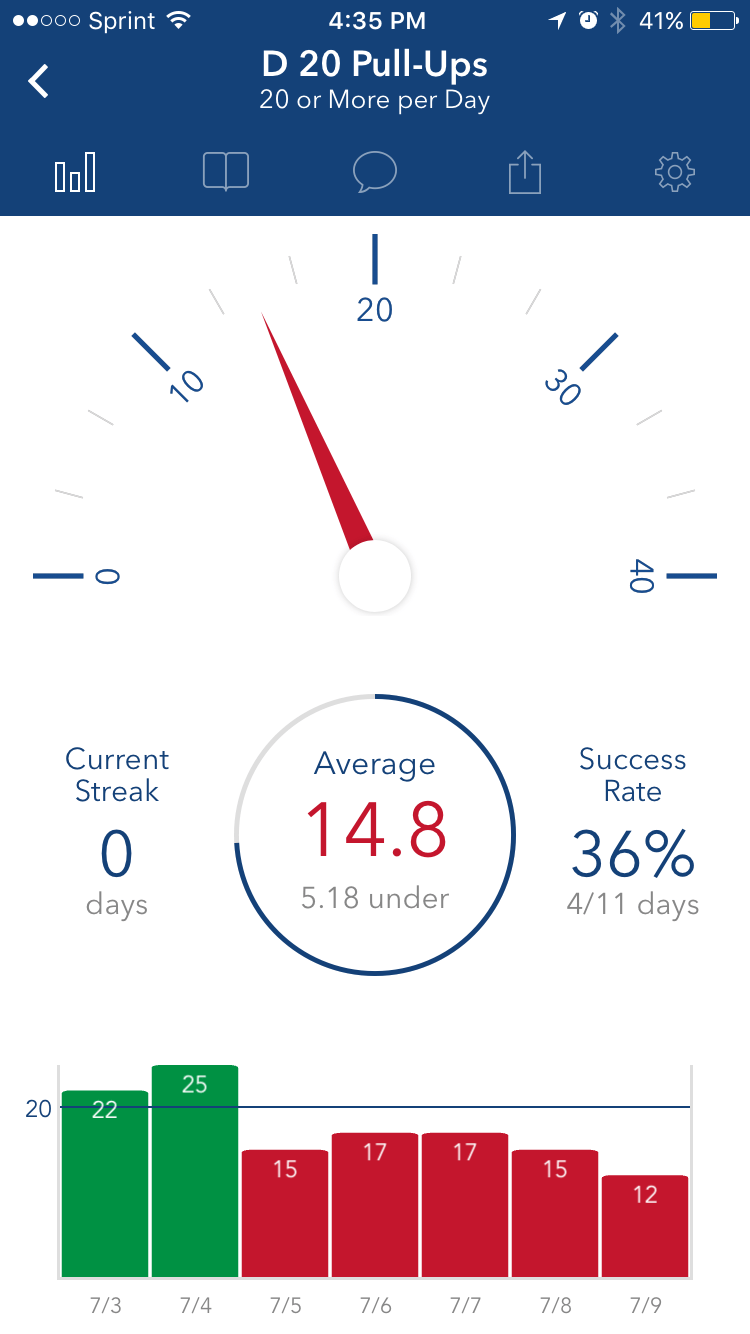 Sprint 4:35 PM 41%
D 20 Pull-Ups
20 or More per Day
20
10
30
0
40
Current
Streak
0
days
Average
14.8
5.18 under
Success
Rate
36%
4/11 days
20
22
25
15
17
17
15
12
7/3 7/4 7/5 7/6 7/7 7/8 7/9